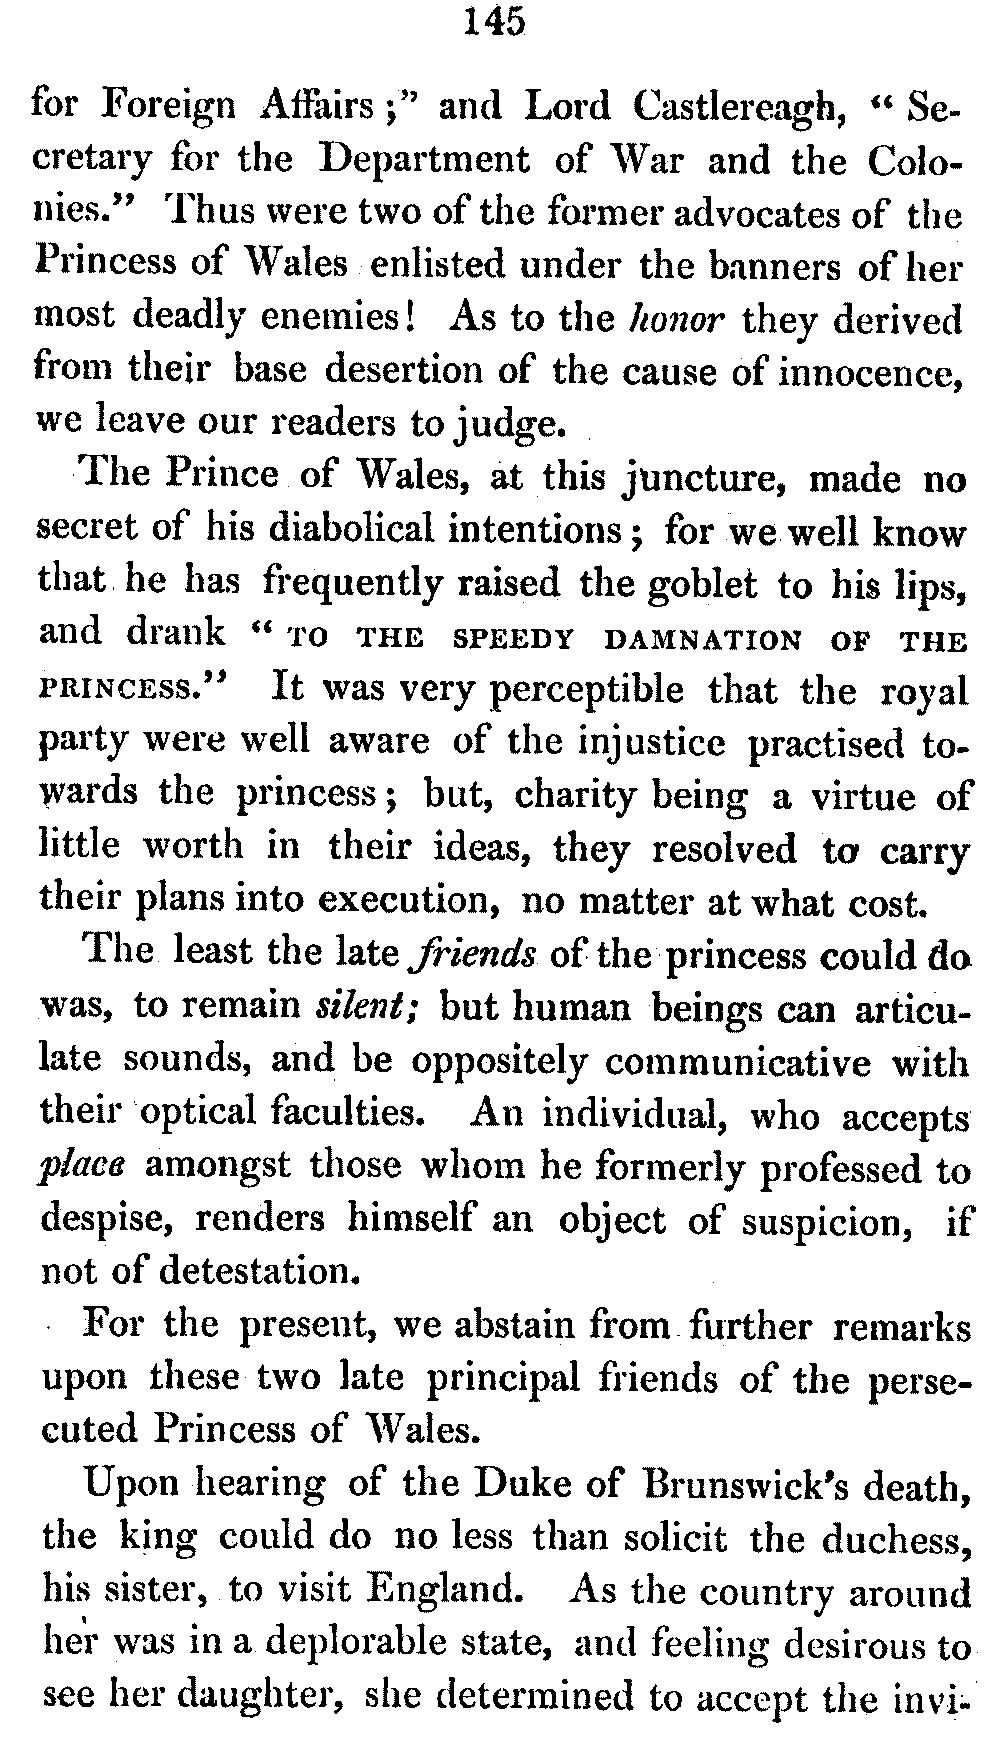 145
for Foreign Affairs ;” and Lord Castlereagh, “ Se-
cretary for the Department of War and the Colo-
nies.” Thus were two of the former advocates of the
Princess of Wales enlisted under the banners of her
most deadly enemies! As to the honor they derived
from their base desertion of the cause of innocence,
we leave our readers to judge.
The Prince of Wales, at this juncture, made no
secret of his diabolical intentions ; for we well know
that he has frequently raised the goblet to his lips,
and drank “ TO THE SPEEDY DAMNATION OF THE
PRINCESS.” It was very perceptible that the royal
party were well aware of the injustice practised to-
wards the princess ; but, charity being a virtue of
little worth in their ideas, they resolved to carry
their plans into execution, no matter at what cost.
The least the late friends of the princess could do
was, to remain silent; but human beings can articu-
late sounds, and be oppositely communicative with
their optical faculties. An individual, who accepts
place amongst those whom he formerly professed to
despise, renders himself an object of suspicion, if
not of detestation.
For the present, we abstain from further remarks
upon these two late principal friends of the perse-
cuted Princess of Wales.
Upon hearing of the Duke of Brunswick's death,
the king could do no less than solicit the duchess,
his sister, to visit England. As the country around
her was in a deplorable state, and feeling desirous to
see her daughter, she determined to accept the invi-